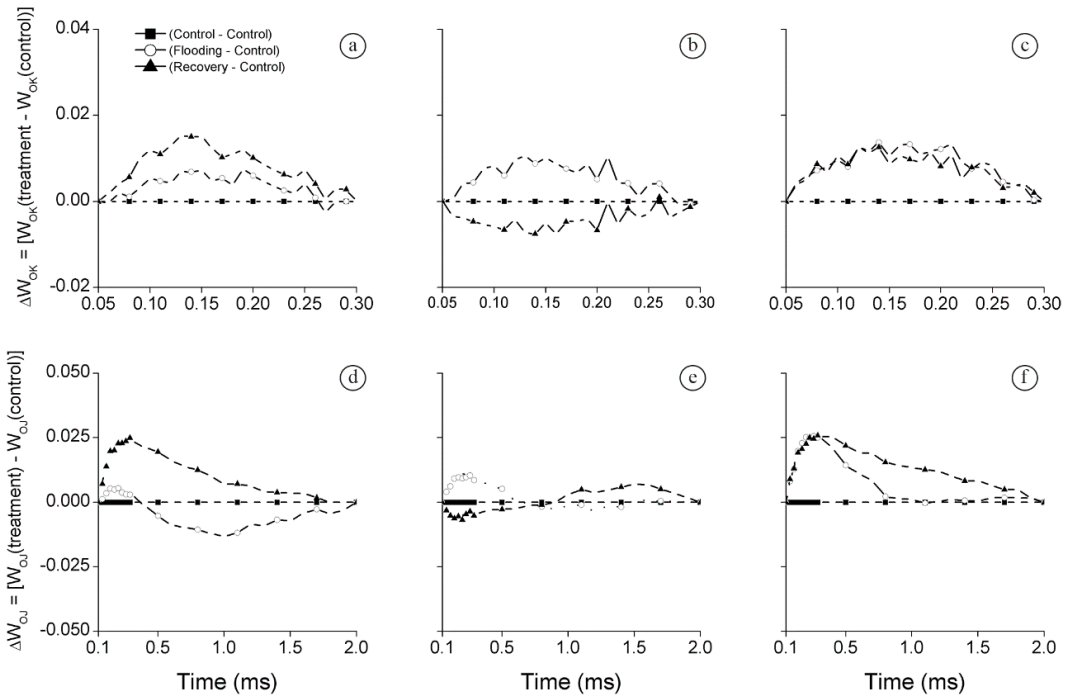 0.04
0.02
0.00
-0.02
ΔW_OK = [W_OK(treatment - W_OK(control)]
(Control - Control)
(Flooding - Control)
(Recovery - Control)
a
b
c
0.05 0.10 0.15 0.20 0.25 0.30
0.05 0.10 0.15 0.20 0.25 0.30
0.05 0.10 0.15 0.20 0.25 0.30
0.050
0.025
0.000
-0.025
-0.050
ΔW_OJ = [W_OJ(treatment) - W_OJ(control)]
d
e
f
0.1 0.5 1.0 1.5 2.0
0.1 0.5 1.0 1.5 2.0
0.1 0.5 1.0 1.5 2.0
Time (ms)
Time (ms)
Time (ms)